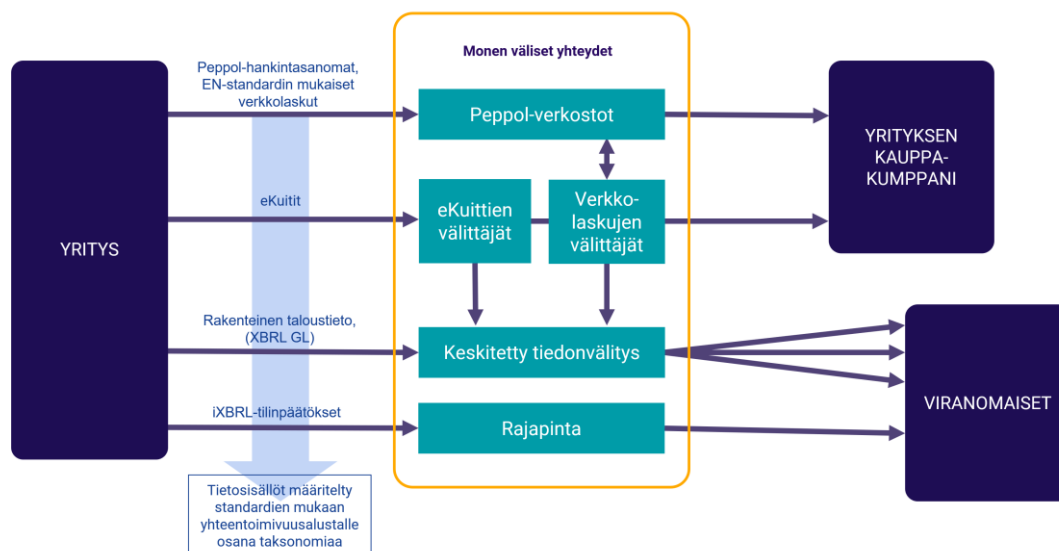 Monen väliset yhteydet
YRITYS
Peppol-hankintasanomat,
EN-standardin mukaiset
verkkolaskut
Peppol-verkostot
YRITYKSEN
KAUPPA-
KUMPPANI
eKuitit
eKuittien
välittäjät
Verkko-
laskujen
välittäjät
Rakenteinen taloustieto,
(XBRL GL)
Keskitetty tiedonvälitys
VIRANOMAISET
iXBRL-tilinpäätökset
Rajapinta
Tietosisällöt määritelty
standardien mukaan
yhteentoimivuusalustalle
osana taksonomiaa